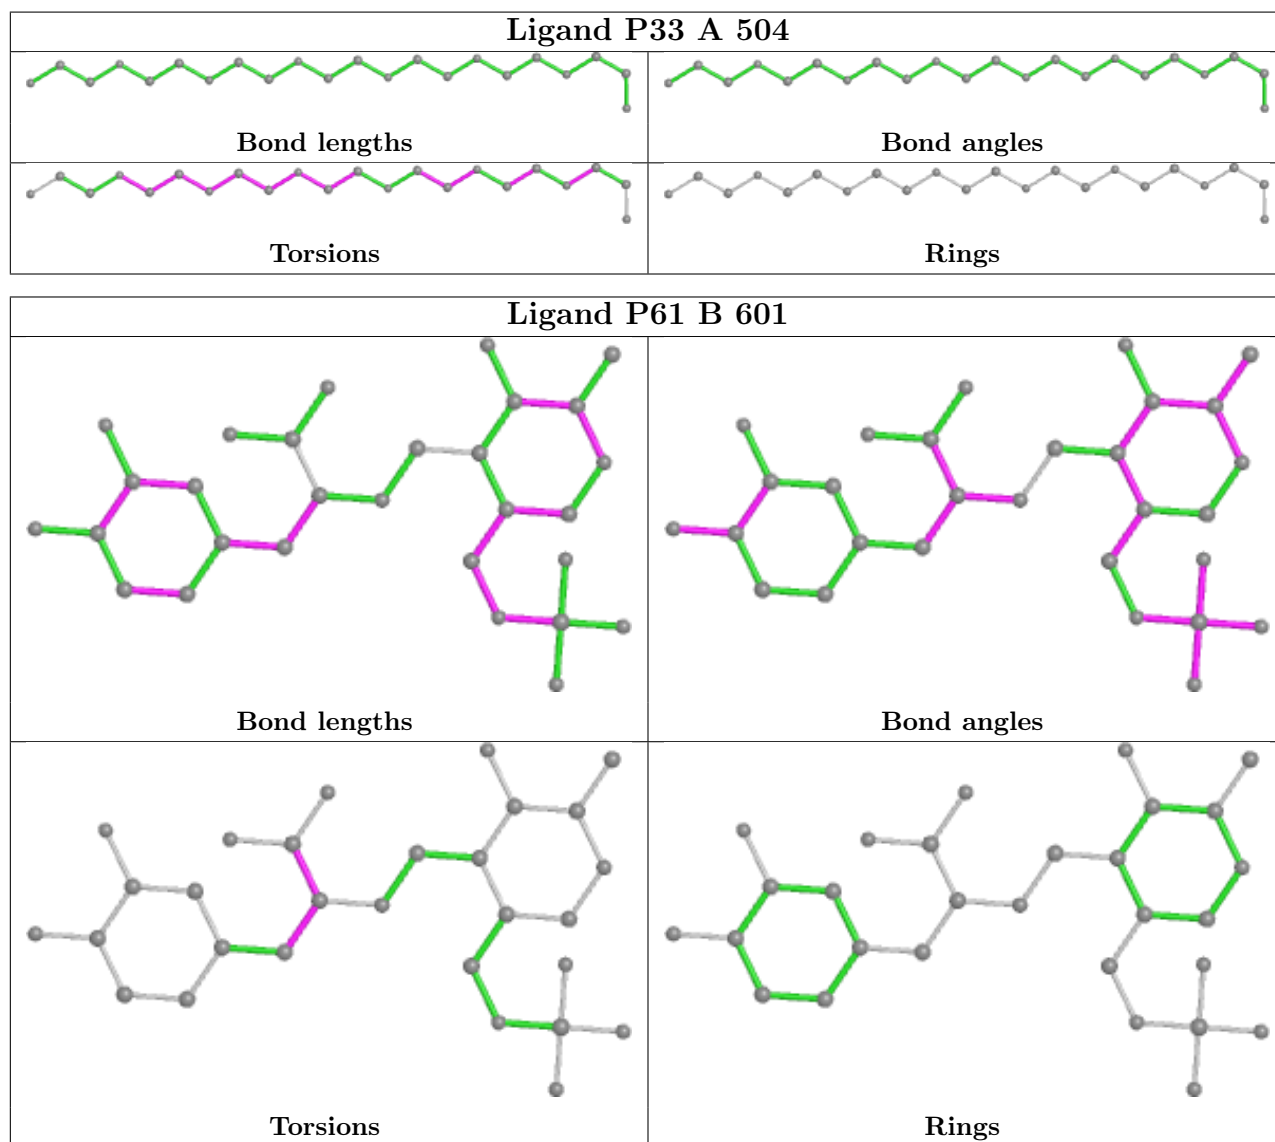 Ligand P33 A 504
Bond lengths
Bond angles
Torsions
Rings
Ligand P61 B 601
Bond lengths
Bond angles
Torsions
Rings